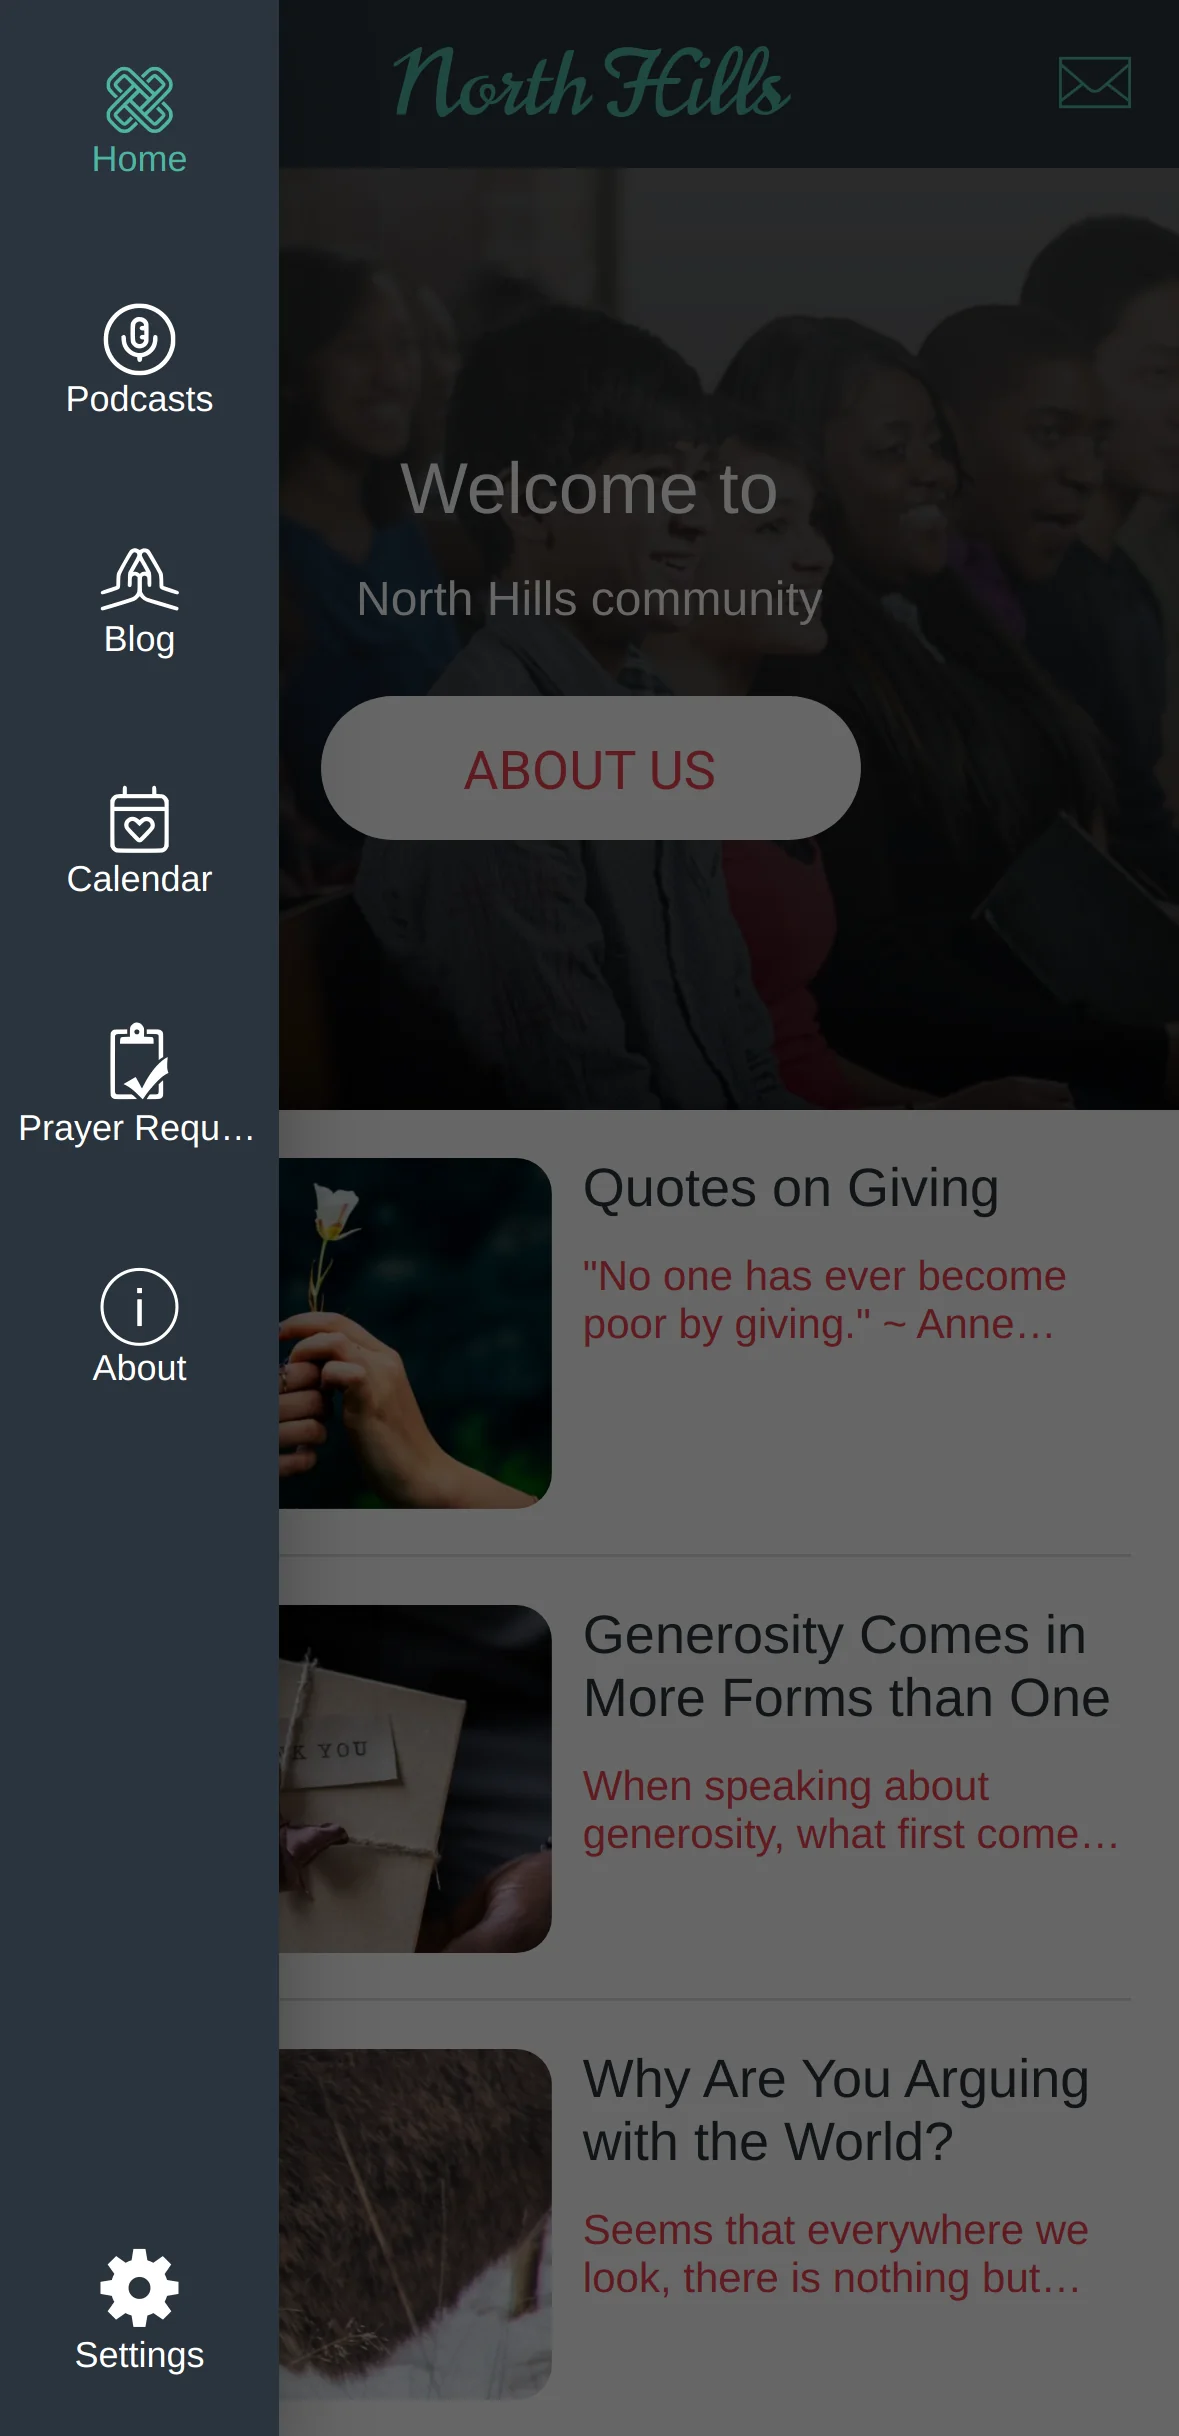 Home
Podcasts
Blog
Calendar
Prayer Requ…
About
Settings
North Hills
Welcome to
North Hills community
ABOUT US
Quotes on Giving
"No one has ever become
poor by giving." ~ Anne…
K YOU
Generosity Comes in
More Forms than One
When speaking about
generosity, what first come…
Why Are You Arguing
with the World?
Seems that everywhere we
look, there is nothing but…